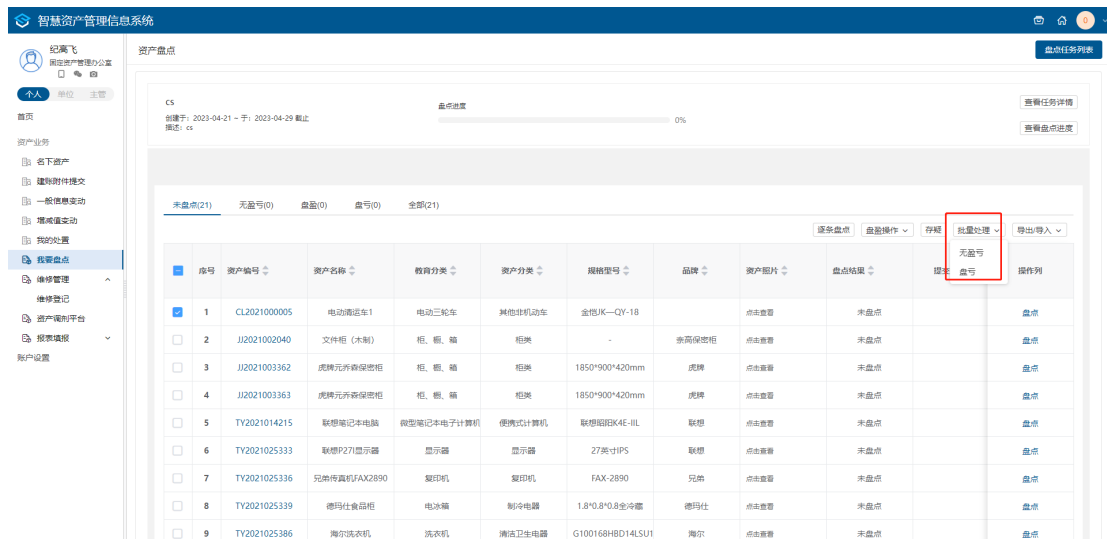 智慧资产管理信息系统
0
纪高飞
固定资产管理办公室
个人 单位 主管
首页
资产业务
名下资产
建账附件提交
一般信息变动
增减值变动
我的处置
我要盘点
维修管理
维修登记
资产调剂平台
报表填报
账户设置
资产盘点
盘点任务列表
cs
创建于：2023-04-21 ~ 于：2023-04-29 截止
描述：cs
盘点进度
0%
查看任务详情
查看盘点进度
未盘点(21) 无盈亏(0) 盘盈(0) 盘亏(0) 全部(21)
逐条盘点 盘盈操作 存疑 批量处理 导出/导入
无盈亏
盘亏
序号 资产编号 资产名称 教育分类 资产分类 规格型号 品牌 资产照片 盘点结果 提交 操作列
1 CL2021000005 电动清运车1 电动三轮车 其他非机动车 金恺JK—QY-18 点击查看 未盘点 盘点
2 JJ2021002040 文件柜（木制） 柜、橱、箱 柜类 - 点击查看 未盘点 盘点
3 JJ2021003362 虎牌元乔森保密柜 柜、橱、箱 柜类 1850*900*420mm 虎牌 点击查看 未盘点 盘点
4 JJ2021003363 虎牌元乔森保密柜 柜、橱、箱 柜类 1850*900*420mm 虎牌 点击查看 未盘点 盘点
5 TY2021014215 联想笔记本电脑 微型笔记本电子计算机 便携式计算机 联想昭阳K4E-IIL 联想 点击查看 未盘点 盘点
6 TY2021025333 联想P27I显示器 显示器 显示器 27英寸IPS 联想 点击查看 未盘点 盘点
7 TY2021025336 兄弟传真机FAX2890 复印机 复印机 FAX-2890 兄弟 点击查看 未盘点 盘点
8 TY2021025339 德玛仕食品柜 电冰箱 制冷电器 1.8*0.8*0.8全冷藏 德玛仕 点击查看 未盘点 盘点
9 TY2021025386 海尔洗衣机 洗衣机 清洁卫生电器 G100168HBD14LSU1 海尔 点击查看 未盘点 盘点